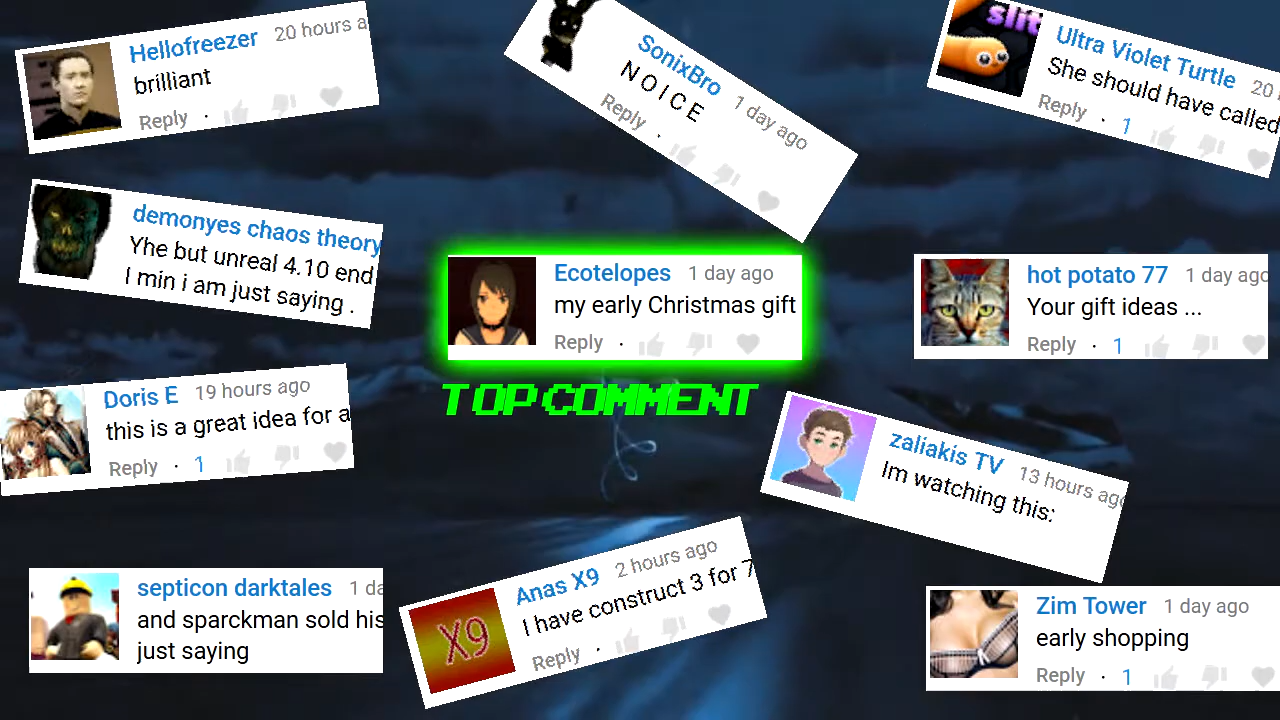 Hellofreezer 20 hours a
brilliant
Reply ·
SonixBro 1 day ago
N O I C E
Reply ·
slit
Ultra Violet Turtle 20
She should have called
Reply · 1
demonyes chaos theory
Yhe but unreal 4.10 end
I min i am just saying .
Ecotelopes 1 day ago
my early Christmas gift
Reply ·
TOP COMMENT
hot potato 77 1 day ago
Your gift ideas ...
Reply · 1
Doris E 19 hours ago
this is a great idea for a
Reply · 1
zaliakis TV 13 hours ago
Im watching this:
septicon darktales 1 da
and sparckman sold his
just saying
X9
Anas X9 2 hours ago
I have construct 3 for 7
Reply ·
Zim Tower 1 day ago
early shopping
Reply · 1